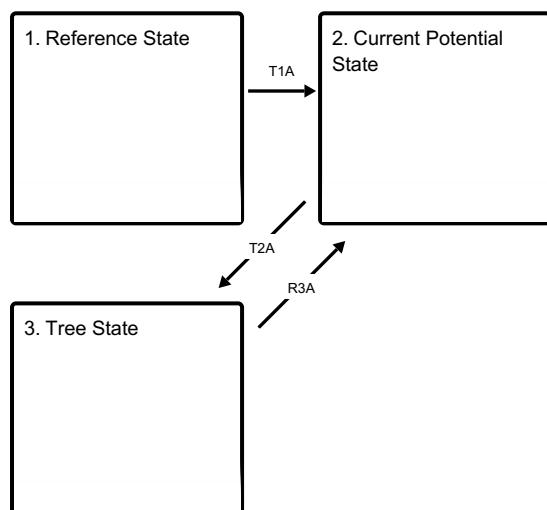 1. Reference State
T1A
2. Current Potential
State
T2A
R3A
3. Tree State